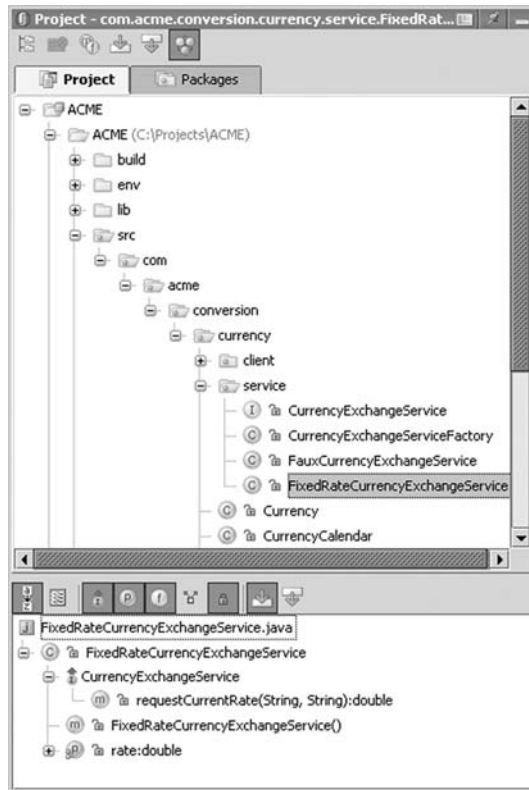 Project - com.acme.conversion.currency.service.FixedRat...
Project Packages
ACME
ACME (C:\Projects\ACME)
build
env
lib
src
com
acme
conversion
currency
client
service
I CurrencyExchangeService
C CurrencyExchangeServiceFactory
C FauxCurrencyExchangeService
C FixedRateCurrencyExchangeService
C Currency
C CurrencyCalendar
J FixedRateCurrencyExchangeService.java
C FixedRateCurrencyExchangeService
CurrencyExchangeService
m requestCurrentRate(String, String):double
m FixedRateCurrencyExchangeService()
p rate:double